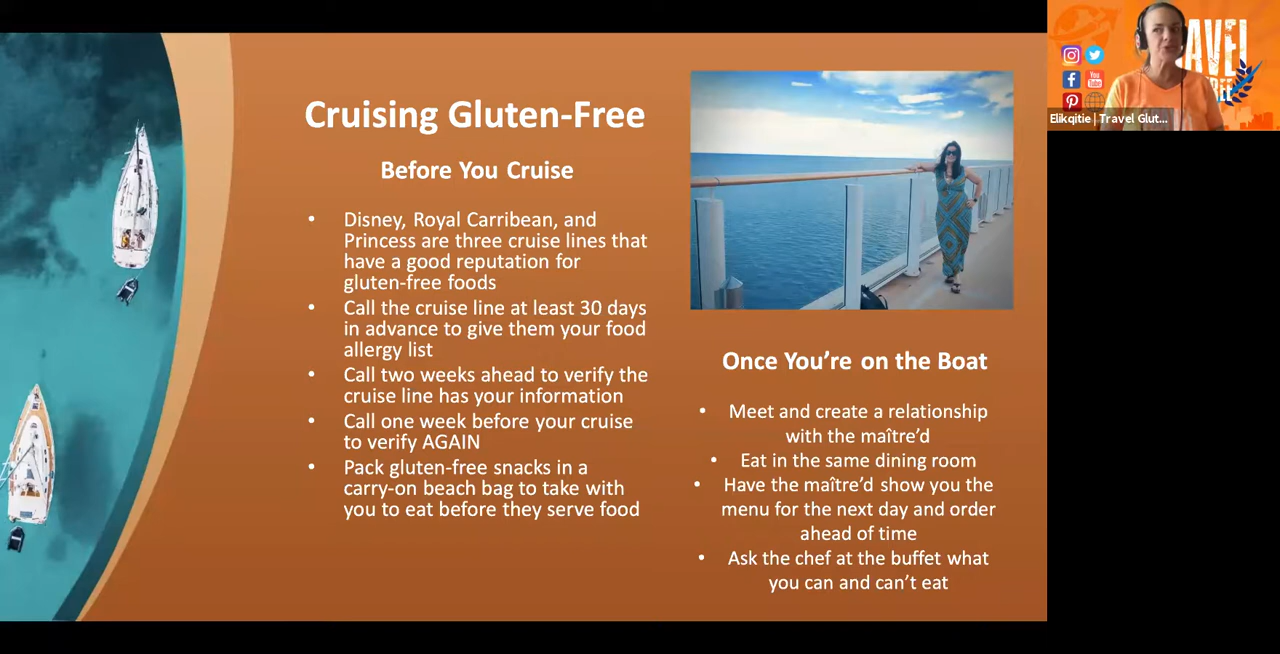 Cruising Gluten-Free
Before You Cruise
• Disney, Royal Carribean, and
Princess are three cruise lines that
have a good reputation for
gluten-free foods
• Call the cruise line at least 30 days
in advance to give them your food
allergy list
• Call two weeks ahead to verify the
cruise line has your information
• Call one week before your cruise
to verify AGAIN
• Pack gluten-free snacks in a
carry-on beach bag to take with
you to eat before they serve food
Once You’re on the Boat
• Meet and create a relationship
with the maître’d
• Eat in the same dining room
• Have the maître’d show you the
menu for the next day and order
ahead of time
• Ask the chef at the buffet what
you can and can’t eat
AVEL
REE
You
Tube
Elikqitie | Travel Glut...